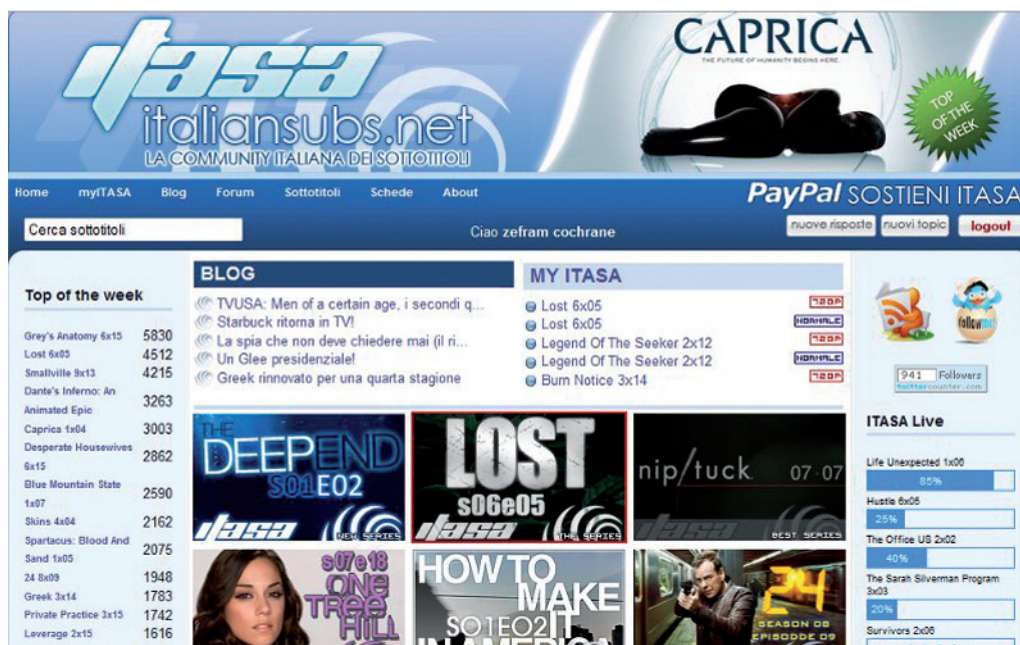 itasa
italiansubs.net
LA COMMUNITY ITALIANA DEI SOTTOTITOLI
CAPRICA
THE FUTURE OF HUMANITY BEGINS HERE.
TOP
OF THE
WEEK
Home myITASA Blog Forum Sottotitoli Schede About
PayPal SOSTIENI ITASA
Cerca sottotitoli
Ciao zefram cochrane
nuove risposte nuovi topic logout
Top of the week
Grey's Anatomy 6x15 5830
Lost 6x05 4512
Smallville 9x13 4215
Dante's Inferno: An
Animated Epic 3263
Caprica 1x04 3003
Desperate Housewives
6x15 2862
Blue Mountain State
1x07 2590
Skins 4x04 2162
Spartacus: Blood And
Sand 1x05 2075
24 8x09 1948
Greek 3x14 1783
Private Practice 3x15 1742
Leverage 2x15 1616
BLOG
TVUSA: Men of a certain age, i secondi q...
Starbuck ritorna in TV!
La spia che non deve chiedere mai (il ri...
Un Glee presidenziale!
Greek rinnovato per una quarta stagione
MY ITASA
Lost 6x05 720P
Lost 6x05 NORMALE
Legend Of The Seeker 2x12 720P
Legend Of The Seeker 2x12 NORMALE
Burn Notice 3x14 720P
THE
DEEP END
S01E02
itasa NEW SERIES
LOST
s06e05
itasa THE SERIES
nip/tuck 07·07
itasa BEST SERIES
s07e18
ONE
TREE
HILL
HOW TO
MAKE
S01E02 IT
IN AMERICA
24
SEASON 08
EPISODDE 09
follow me!
941 Followers
twittercounter.com
ITASA Live
Life Unexpected 1x06
85%
Hustle 6x05
25%
The Office US 2x02
40%
The Sarah Silverman Program
3x03
20%
Survivors 2x06